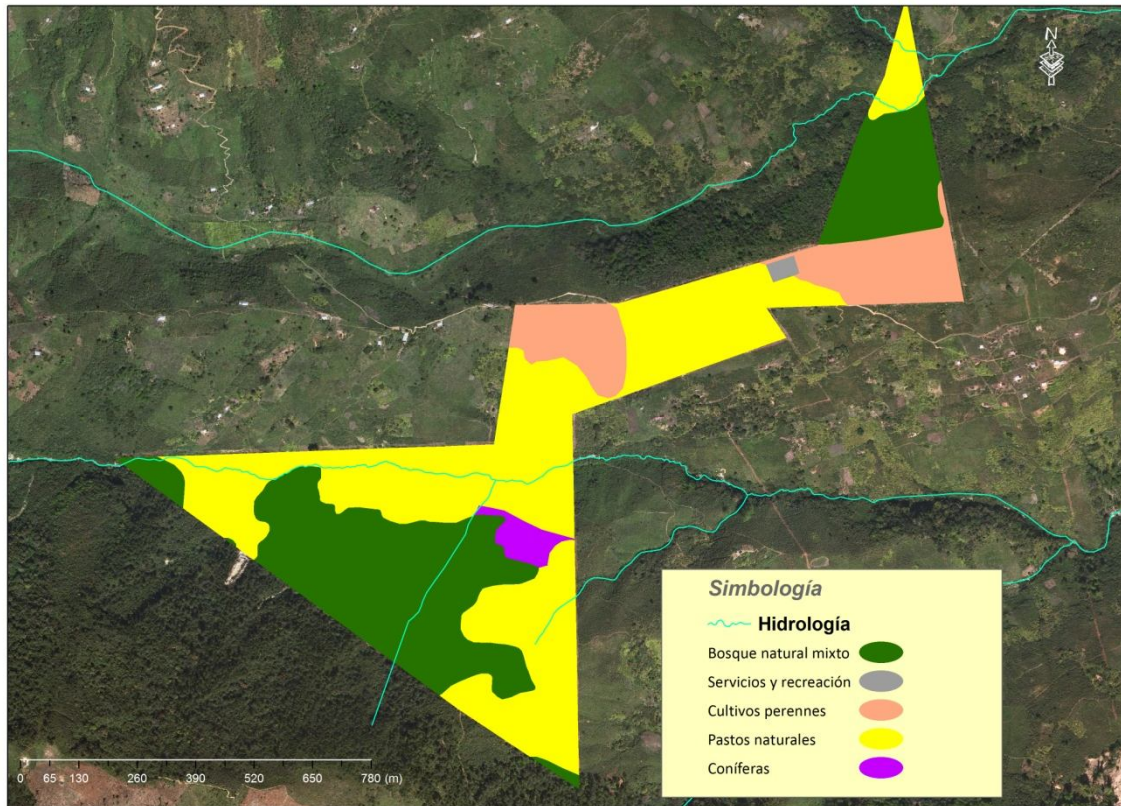 N
Simbología
Hidrología
Bosque natural mixto
Servicios y recreación
Cultivos perennes
Pastos naturales
Coníferas
0 65 130 260 390 520 650 780 (m)